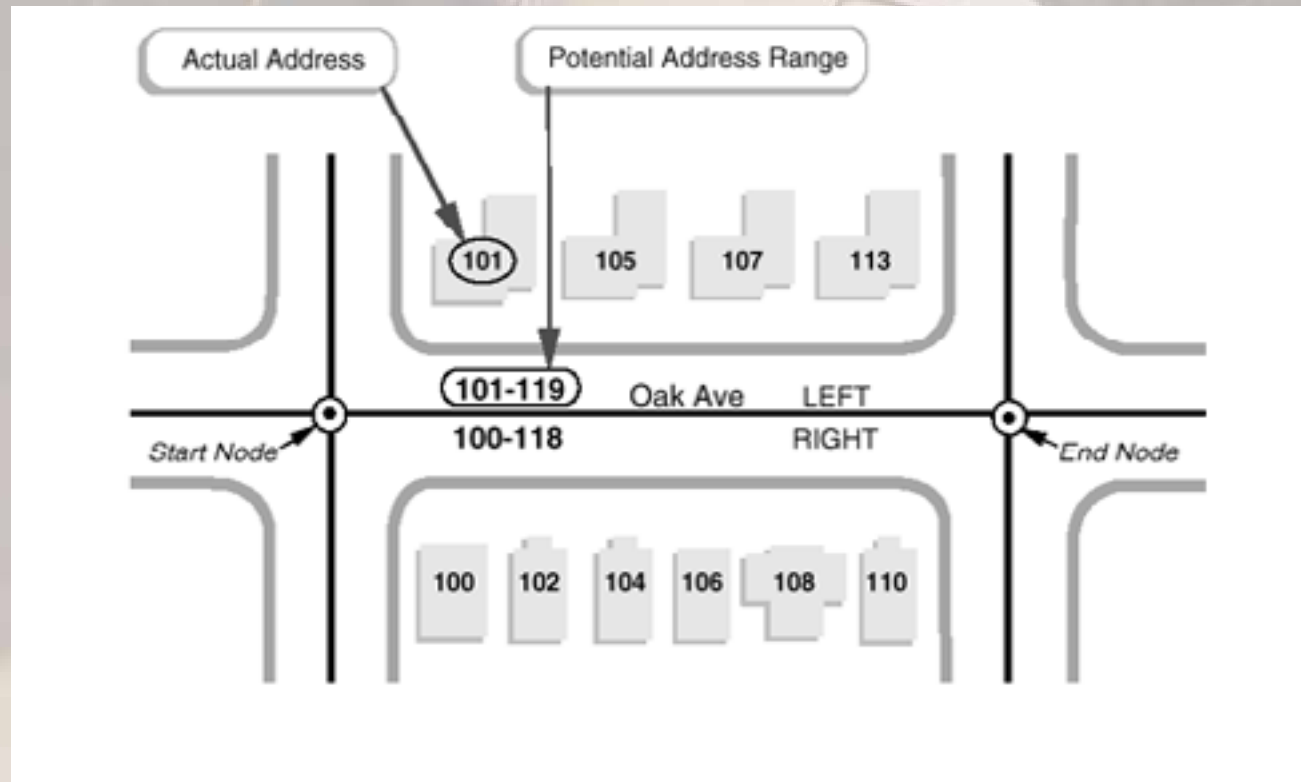 Actual Address
Potential Address Range
101
105
107
113
101-119
Oak Ave
LEFT
Start Node
100-118
RIGHT
End Node
100
102
104
106
108
110